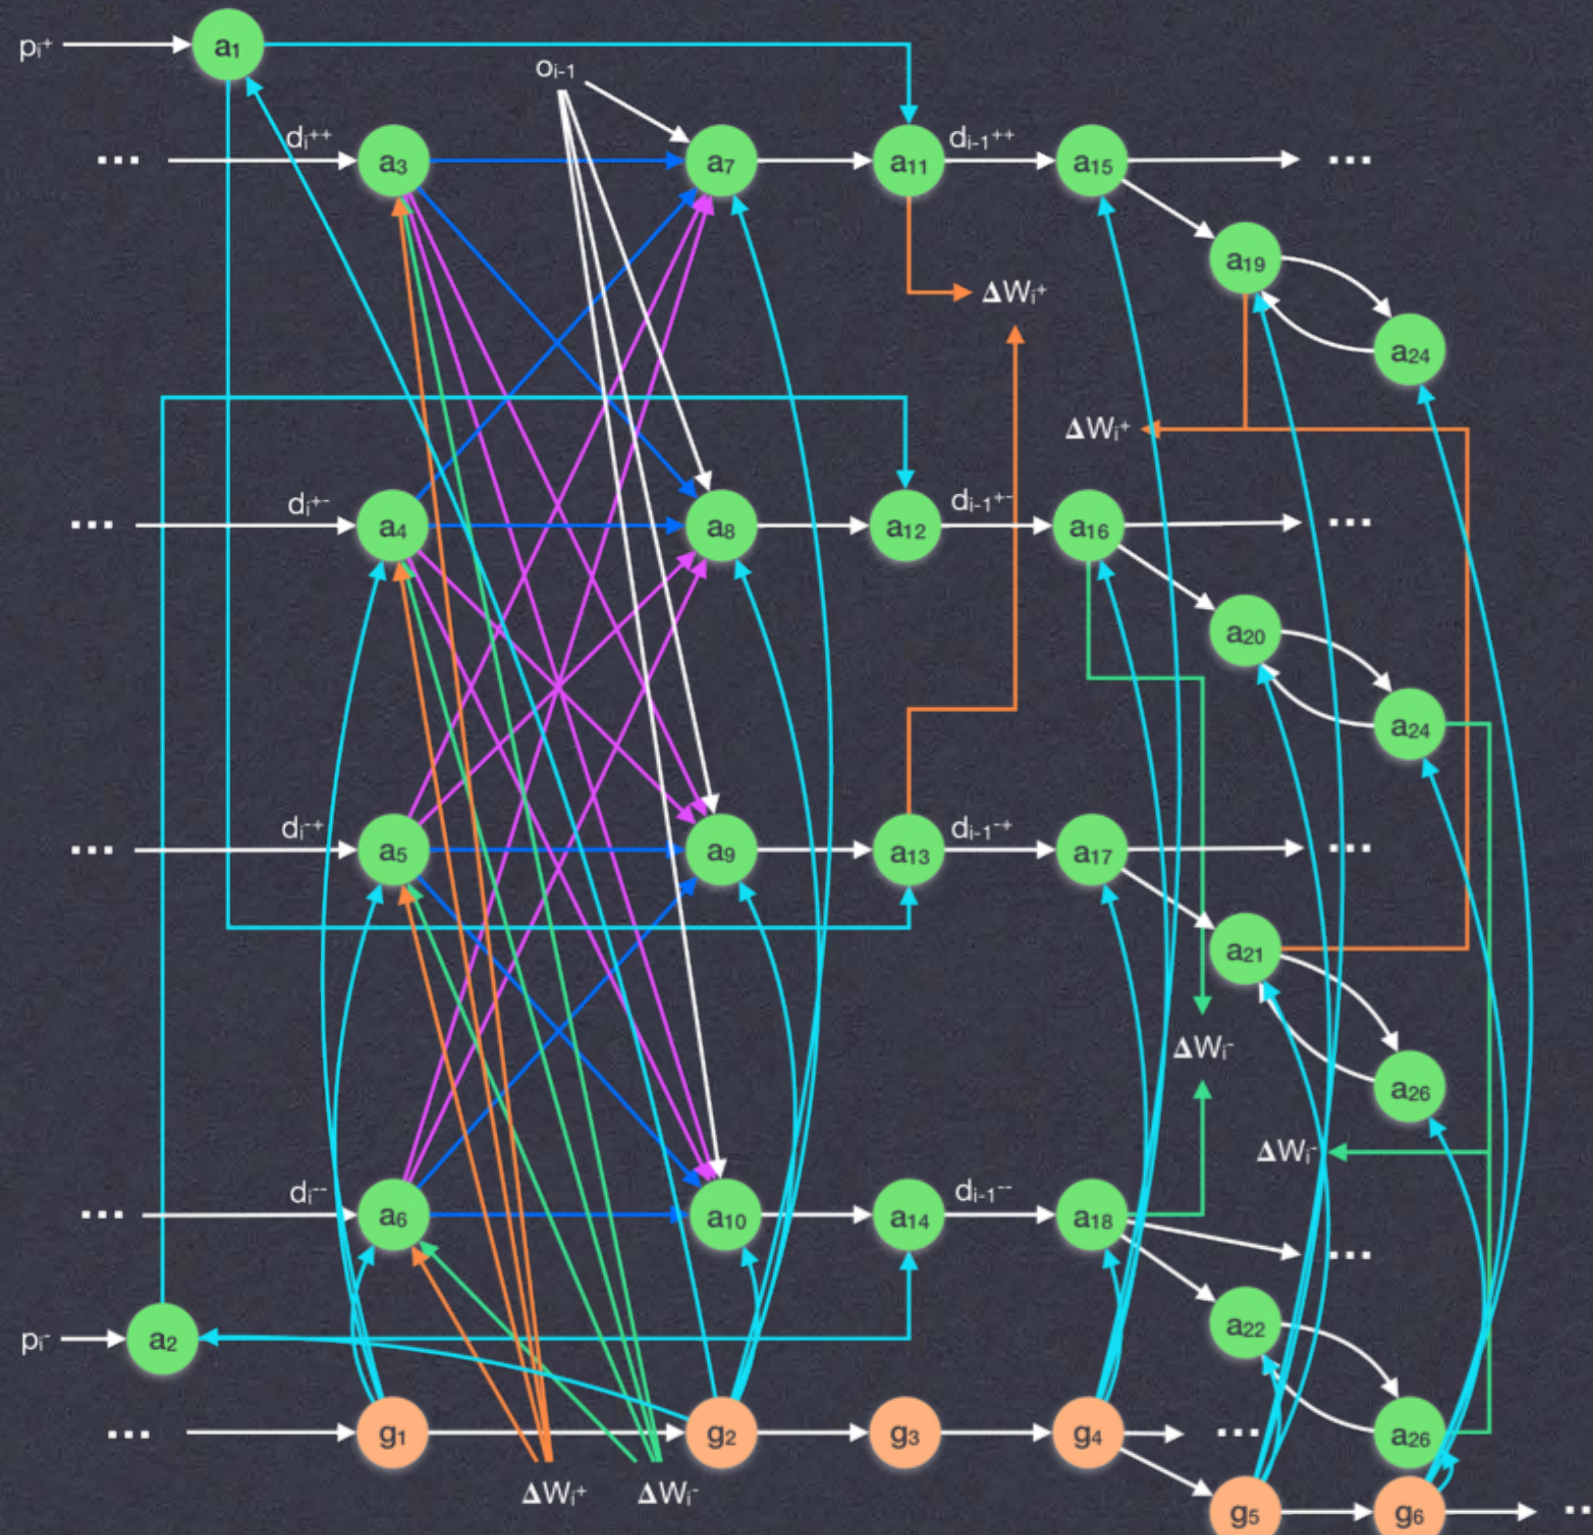 pᵢ⁺ a₁
oᵢ₋₁
... dᵢ⁺⁺ a₃ a₇ a₁₁ dᵢ₋₁⁺⁺ a₁₅ ...
a₁₉
ΔWᵢ⁺
a₂₄
ΔWᵢ⁺
... dᵢ⁺⁻ a₄ a₈ a₁₂ dᵢ₋₁⁺⁻ a₁₆ ...
a₂₀
a₂₄
... dᵢ⁻⁺ a₅ a₉ a₁₃ dᵢ₋₁⁻⁺ a₁₇ ...
a₂₁
ΔWᵢ⁻
a₂₆
ΔWᵢ⁻
... dᵢ⁻⁻ a₆ a₁₀ a₁₄ dᵢ₋₁⁻⁻ a₁₈ ...
a₂₂
pᵢ⁻ a₂
... g₁ g₂ g₃ g₄ ... a₂₆
ΔWᵢ⁺ ΔWᵢ⁻
g₅ g₆ ...